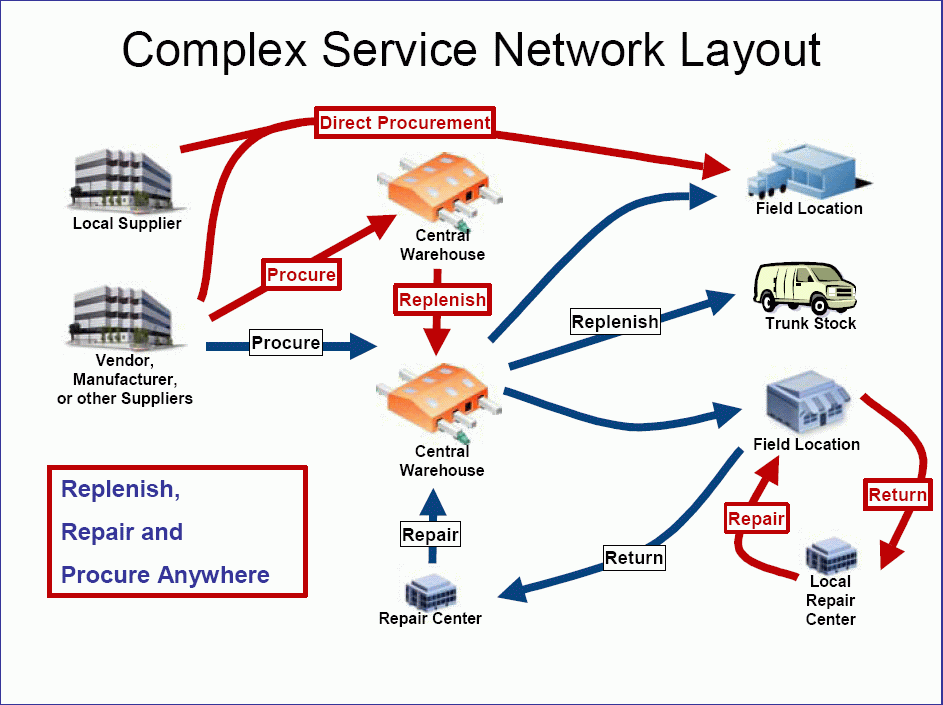 Complex Service Network Layout
Direct Procurement
Local Supplier
Central
Warehouse
Field Location
Procure
Replenish
Vendor,
Manufacturer,
or other Suppliers
Procure
Replenish
Trunk Stock
Central
Warehouse
Field Location
Replenish,
Repair and
Procure Anywhere
Repair
Return
Repair
Return
Repair Center
Local
Repair
Center